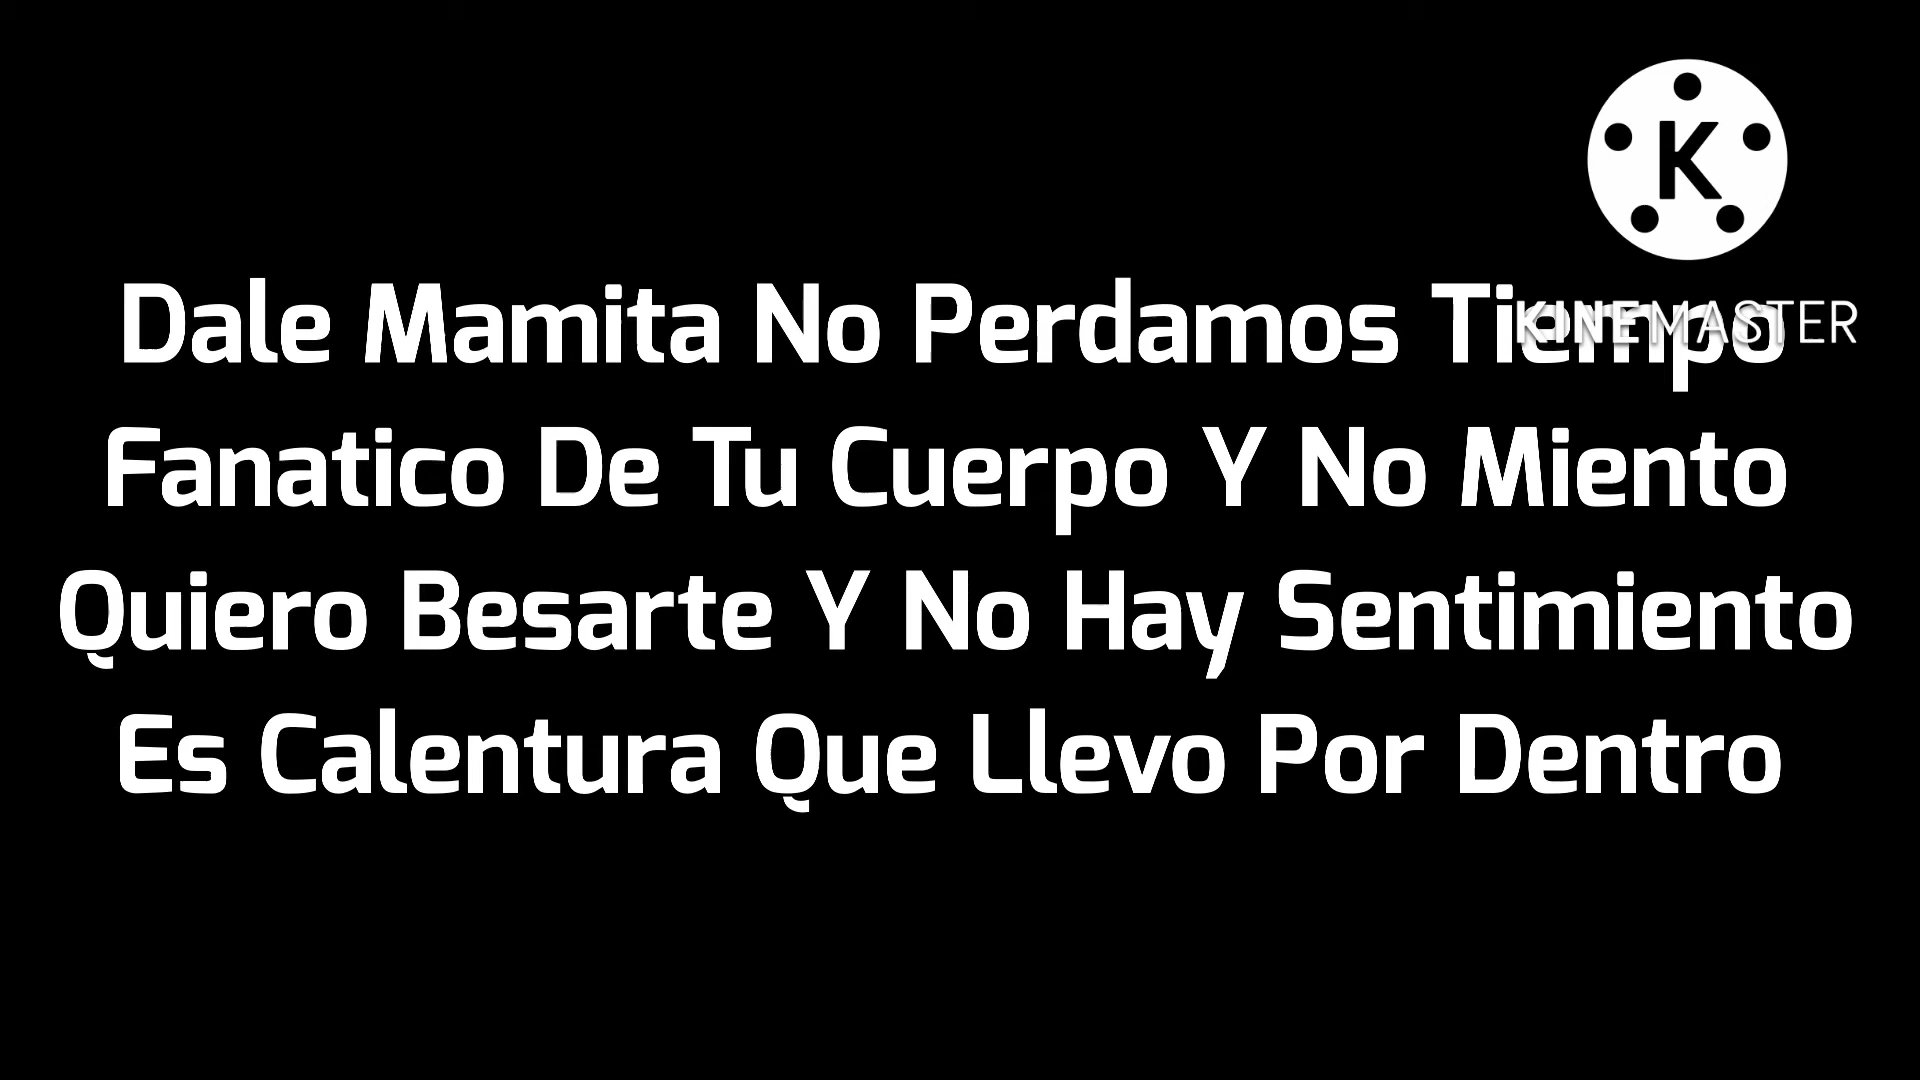 K
KINEMASTER
Dale Mamita No Perdamos Tiempo
Fanatico De Tu Cuerpo Y No Miento
Quiero Besarte Y No Hay Sentimiento
Es Calentura Que Llevo Por Dentro